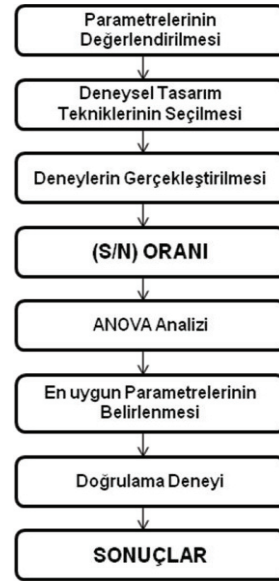 Parametrelerinin
Değerlendirilmesi
Deneysel Tasarım
Tekniklerinin Seçilmesi
Deneylerin Gerçekleştirilmesi
(S/N) ORANI
ANOVA Analizi
En uygun Parametrelerinin
Belirlenmesi
Doğrulama Deneyi
SONUÇLAR